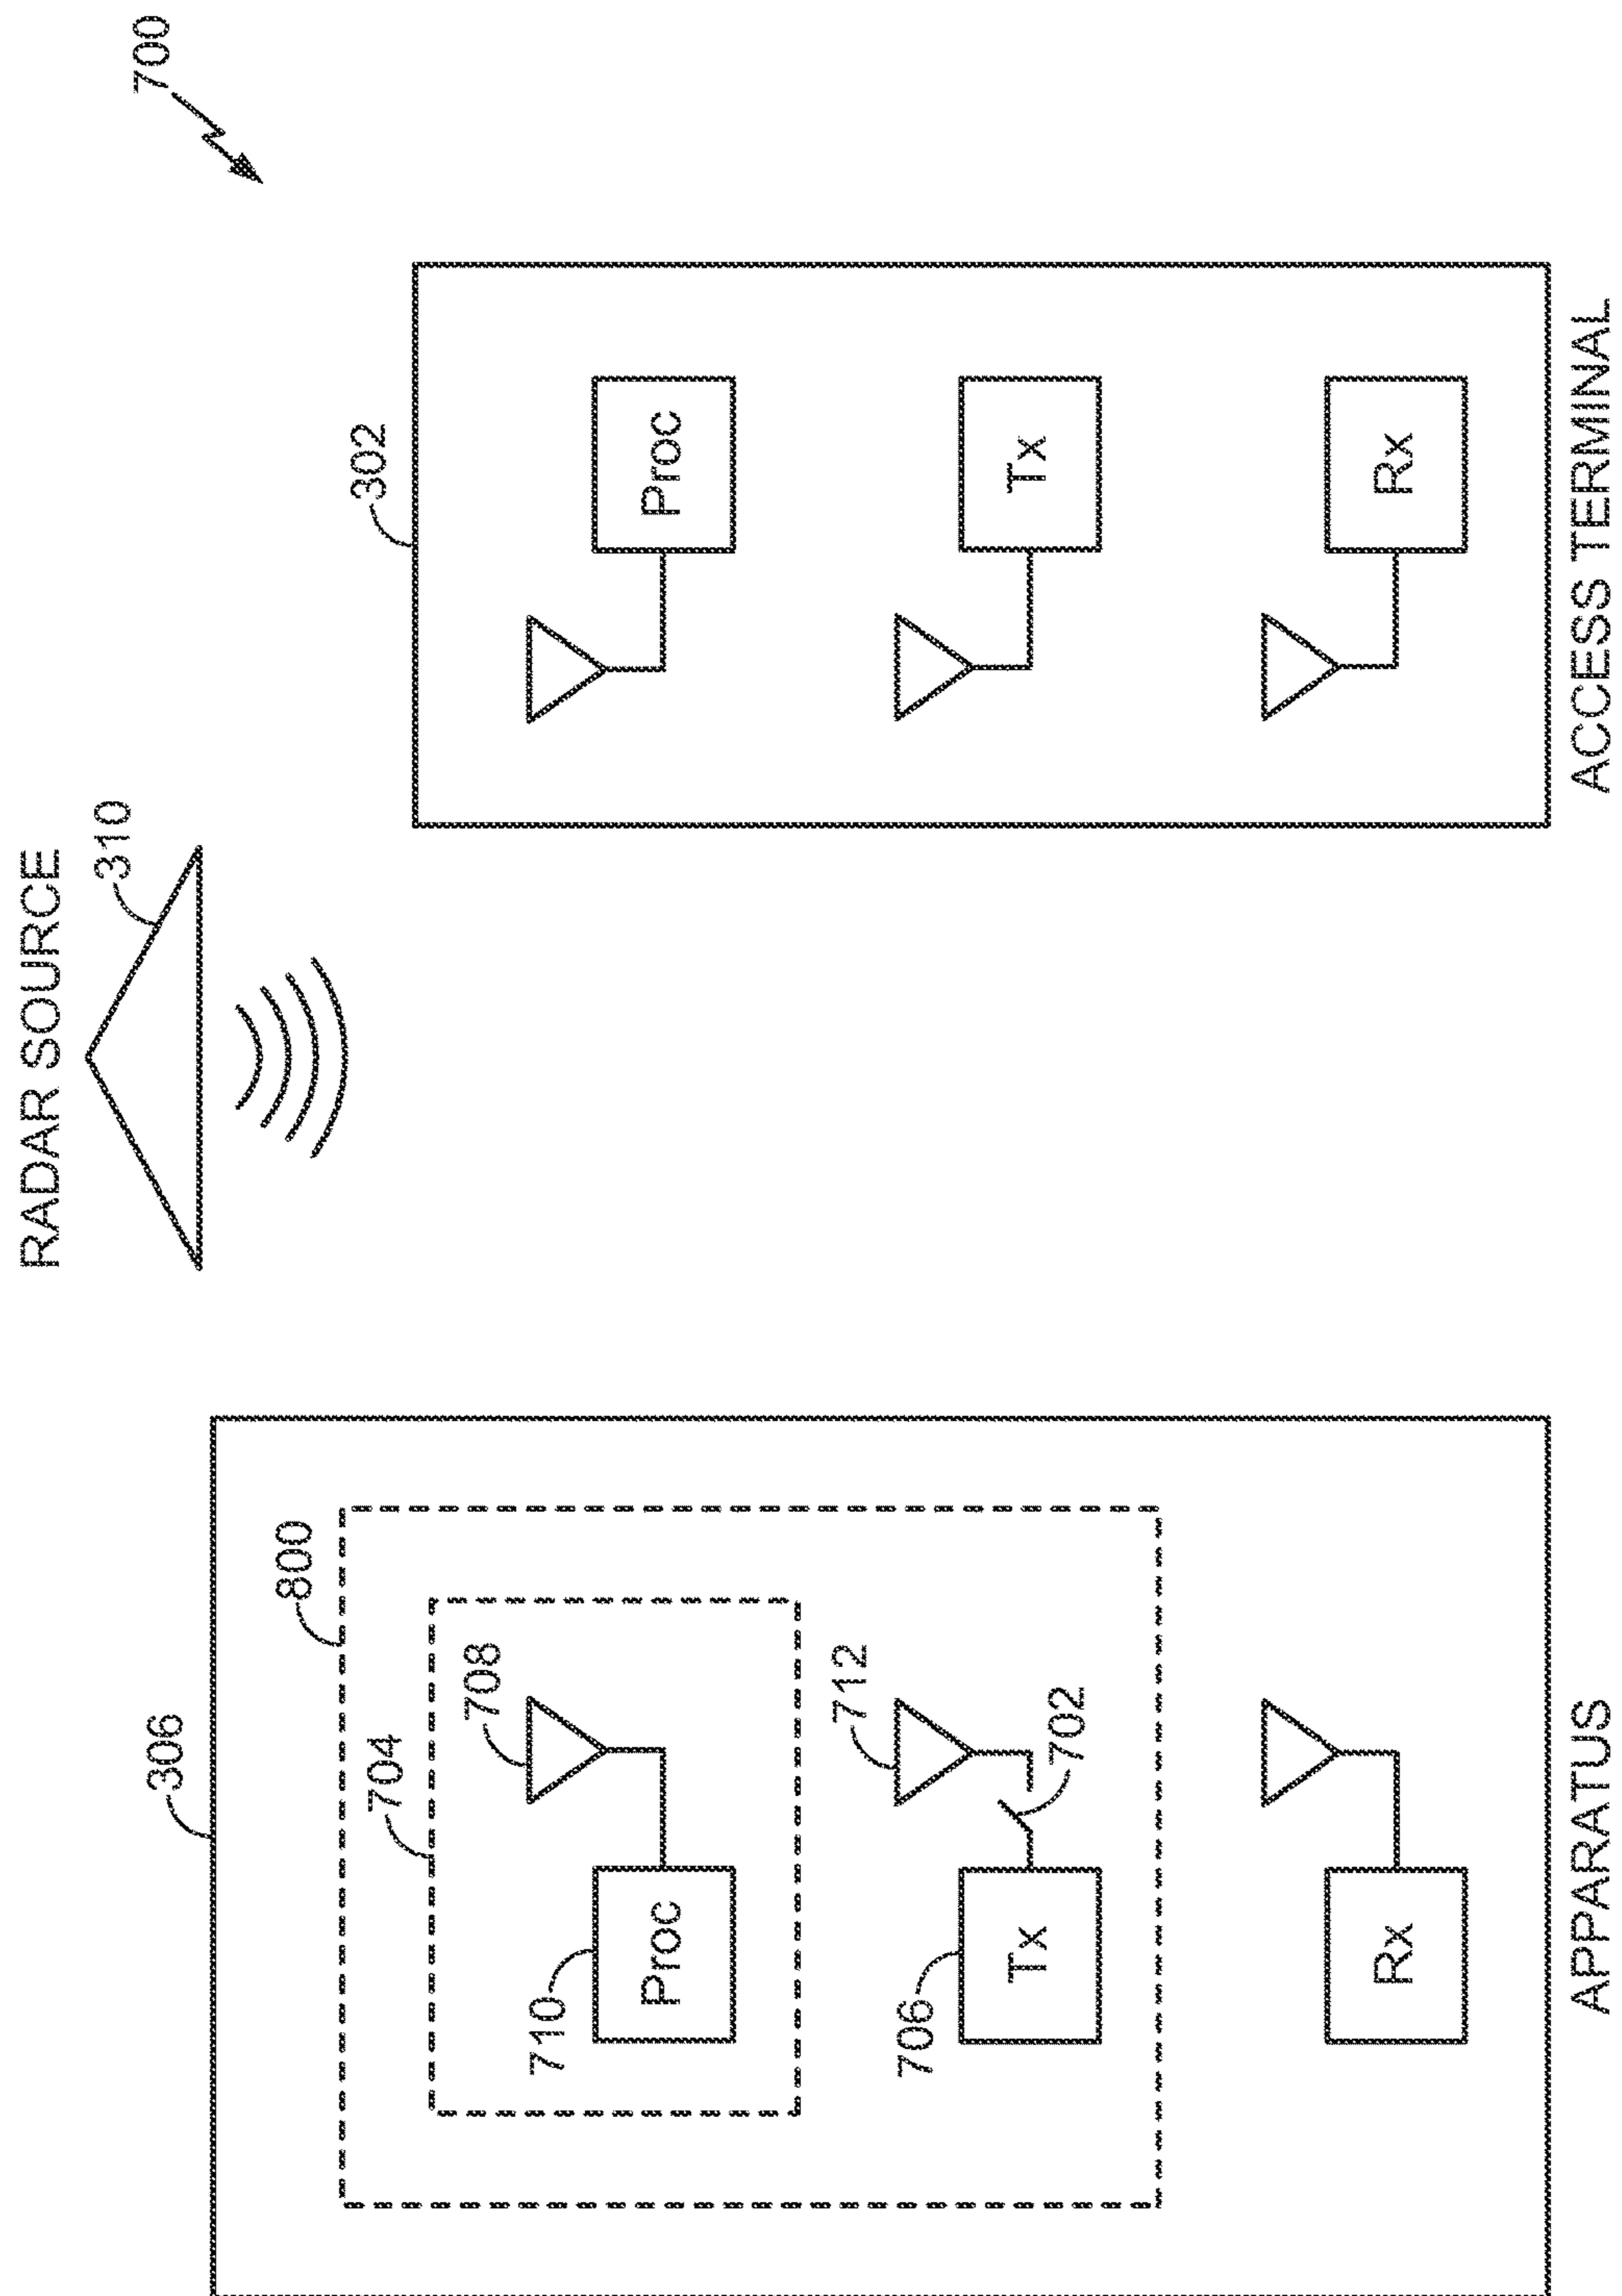 700
RADAR SOURCE
310
306
800
704
708
710
Proc
712
702
706
Tx
Rx
APPARATUS
302
Proc
Tx
Rx
ACCESS TERMINAL